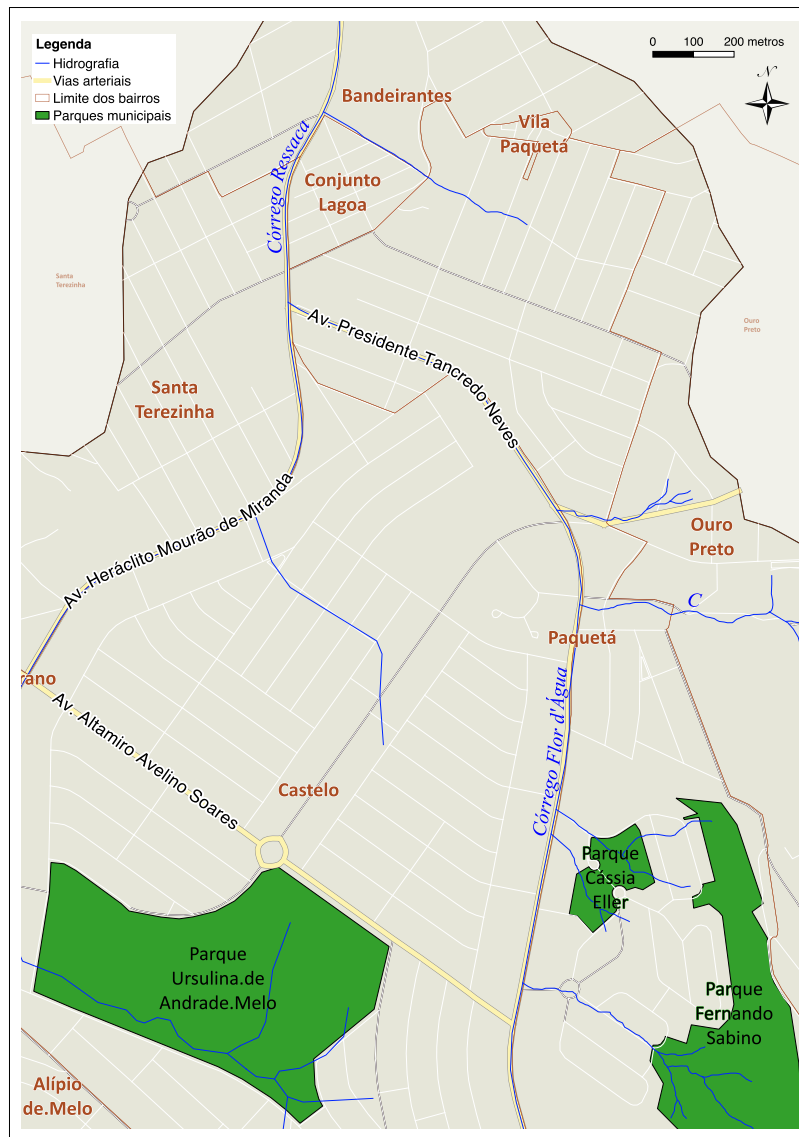 Legenda
Hidrografia
Vias arteriais
Limite dos bairros
Parques municipais
0 100 200 metros
N
Bandeirantes
Vila
Paquetá
Córrego Ressaca
Conjunto
Lagoa
Santa
Terezinha
Ouro
Preto
Av. Presidente Tancredo Neves
Santa
Terezinha
Av. Heráclito Mourão de Miranda
Ouro
Preto
C
Paquetá
rano
Av. Altamiro Avelino Soares
Córrego Flor d'Água
Castelo
Parque
Cássia
Eller
Parque
Ursulina.de
Andrade.Melo
Parque
Fernando
Sabino
Alípio
de.Melo